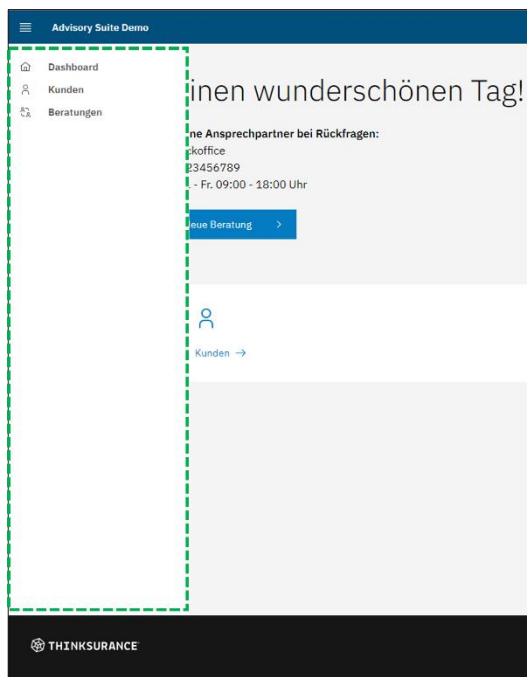 Advisory Suite Demo
Dashboard
Kunden
Beratungen
inen wunderschönen Tag!
ne Ansprechpartner bei Rückfragen:
ckoffice
23456789
. - Fr. 09:00 - 18:00 Uhr
eue Beratung
Kunden →
THINKSURANCE